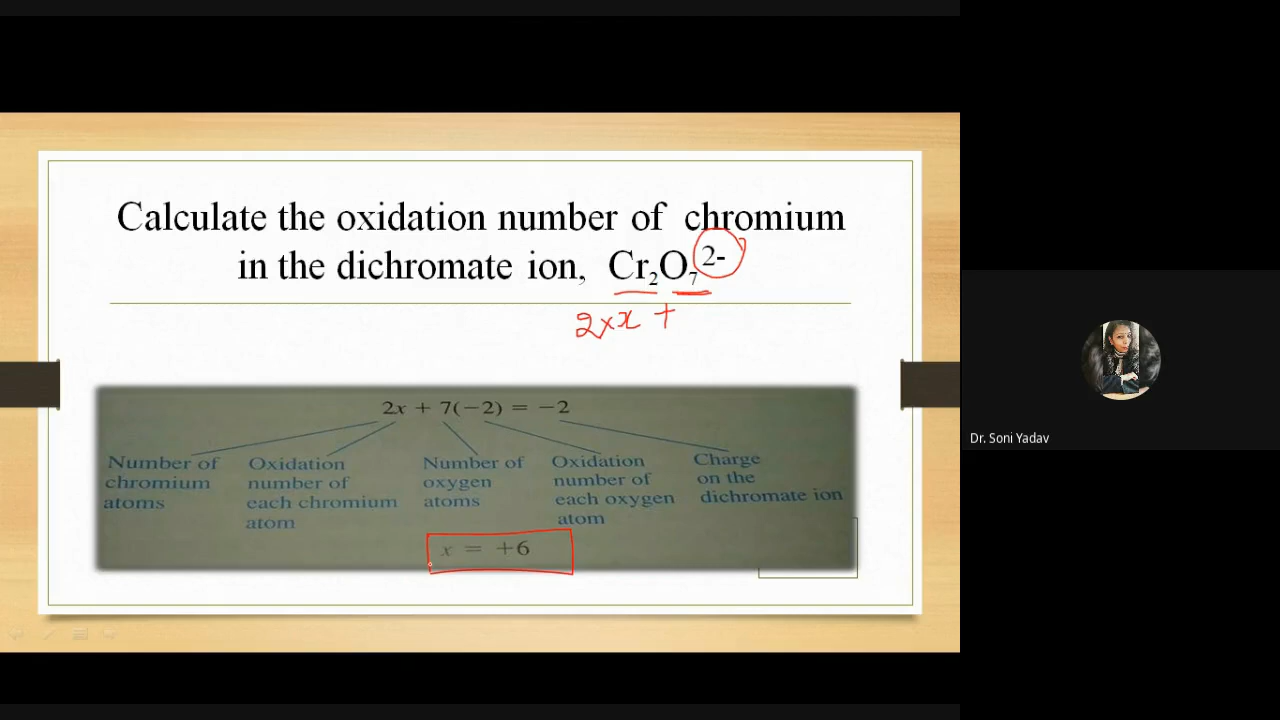 Calculate the oxidation number of chromium
in the dichromate ion, Cr₂O₇²⁻
2×x +
2x + 7(−2) = −2
Number of chromium atoms
Oxidation number of each chromium atom
Number of oxygen atoms
Oxidation number of each oxygen atom
Charge on the dichromate ion
x = +6
Dr. Soni Yadav